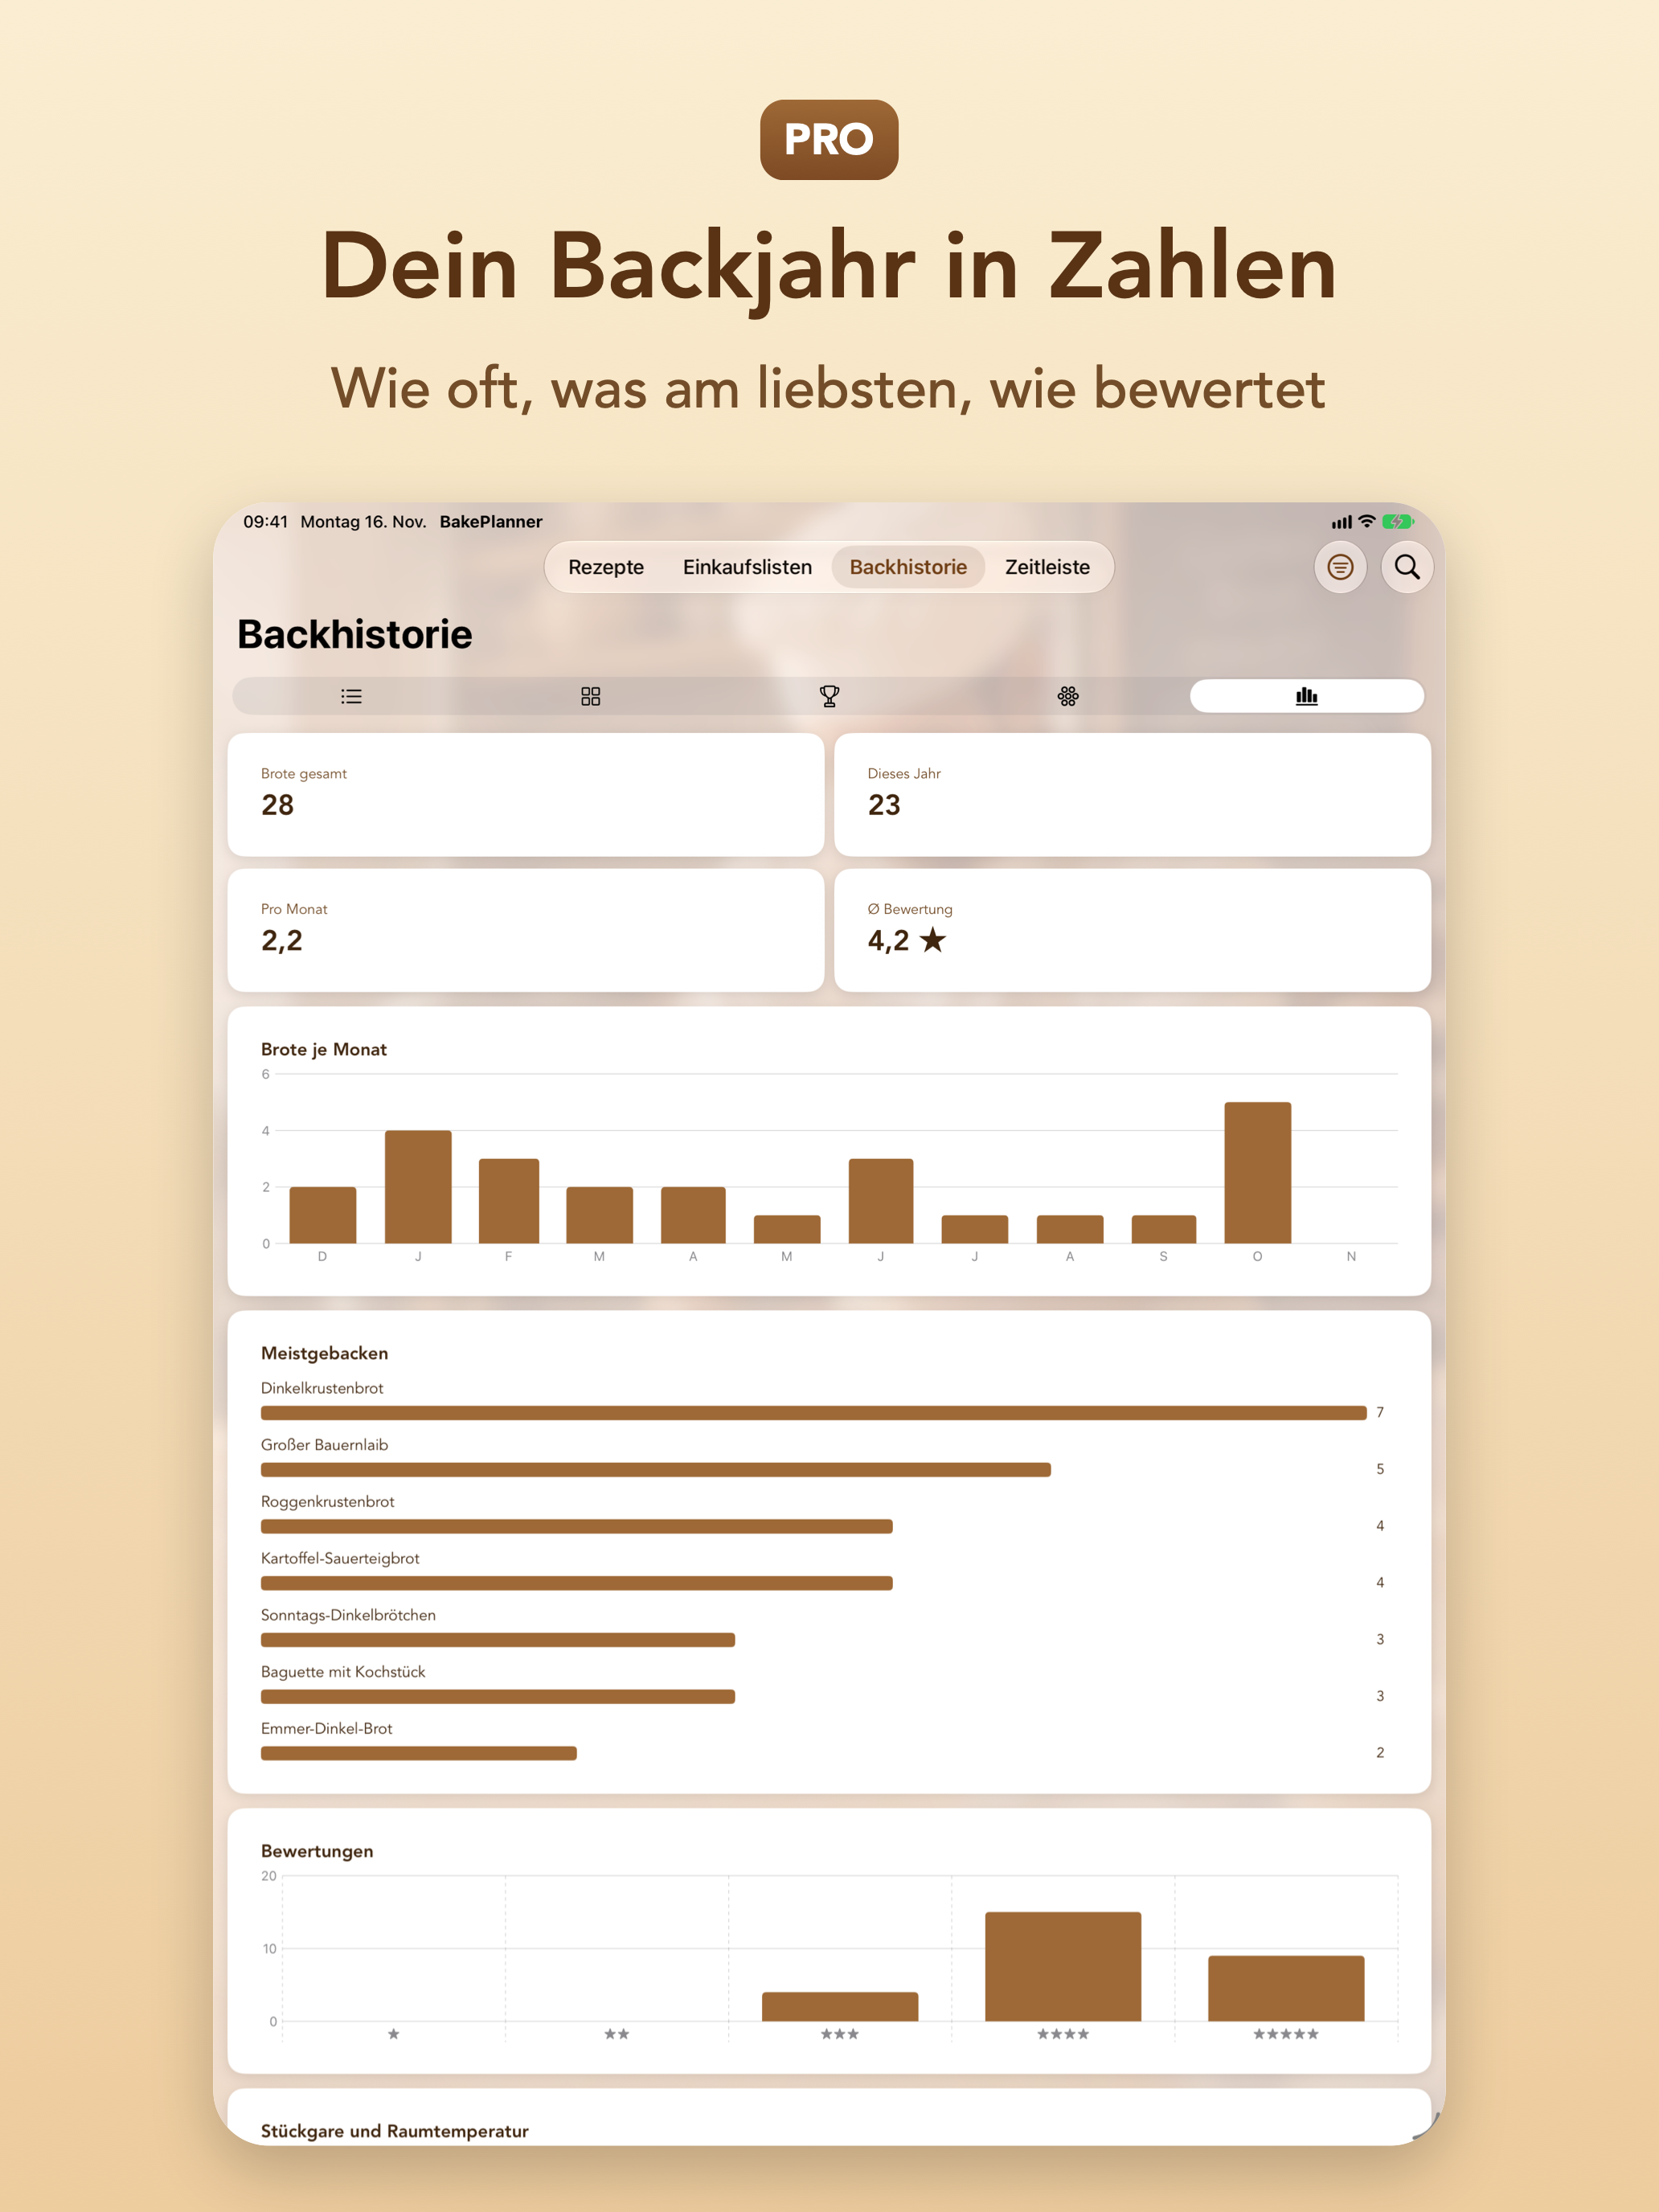 PRO
Dein Backjahr in Zahlen
Wie oft, was am liebsten, wie bewertet
09:41 Montag 16. Nov. BakePlanner
Rezepte Einkaufslisten Backhistorie Zeitleiste
Backhistorie
Brote gesamt
28
Dieses Jahr
23
Pro Monat
2,2
Ø Bewertung
4,2 ★
Brote je Monat
6
4
2
0
D J F M A M J J A S O N
Meistgebacken
Dinkelkrustenbrot
7
Großer Bauernlaib
5
Roggenkrustenbrot
4
Kartoffel-Sauerteigbrot
4
Sonntags-Dinkelbrötchen
3
Baguette mit Kochstück
3
Emmer-Dinkel-Brot
2
Bewertungen
20
10
0
★ ★★ ★★★ ★★★★ ★★★★★
Stückgare und Raumtemperatur